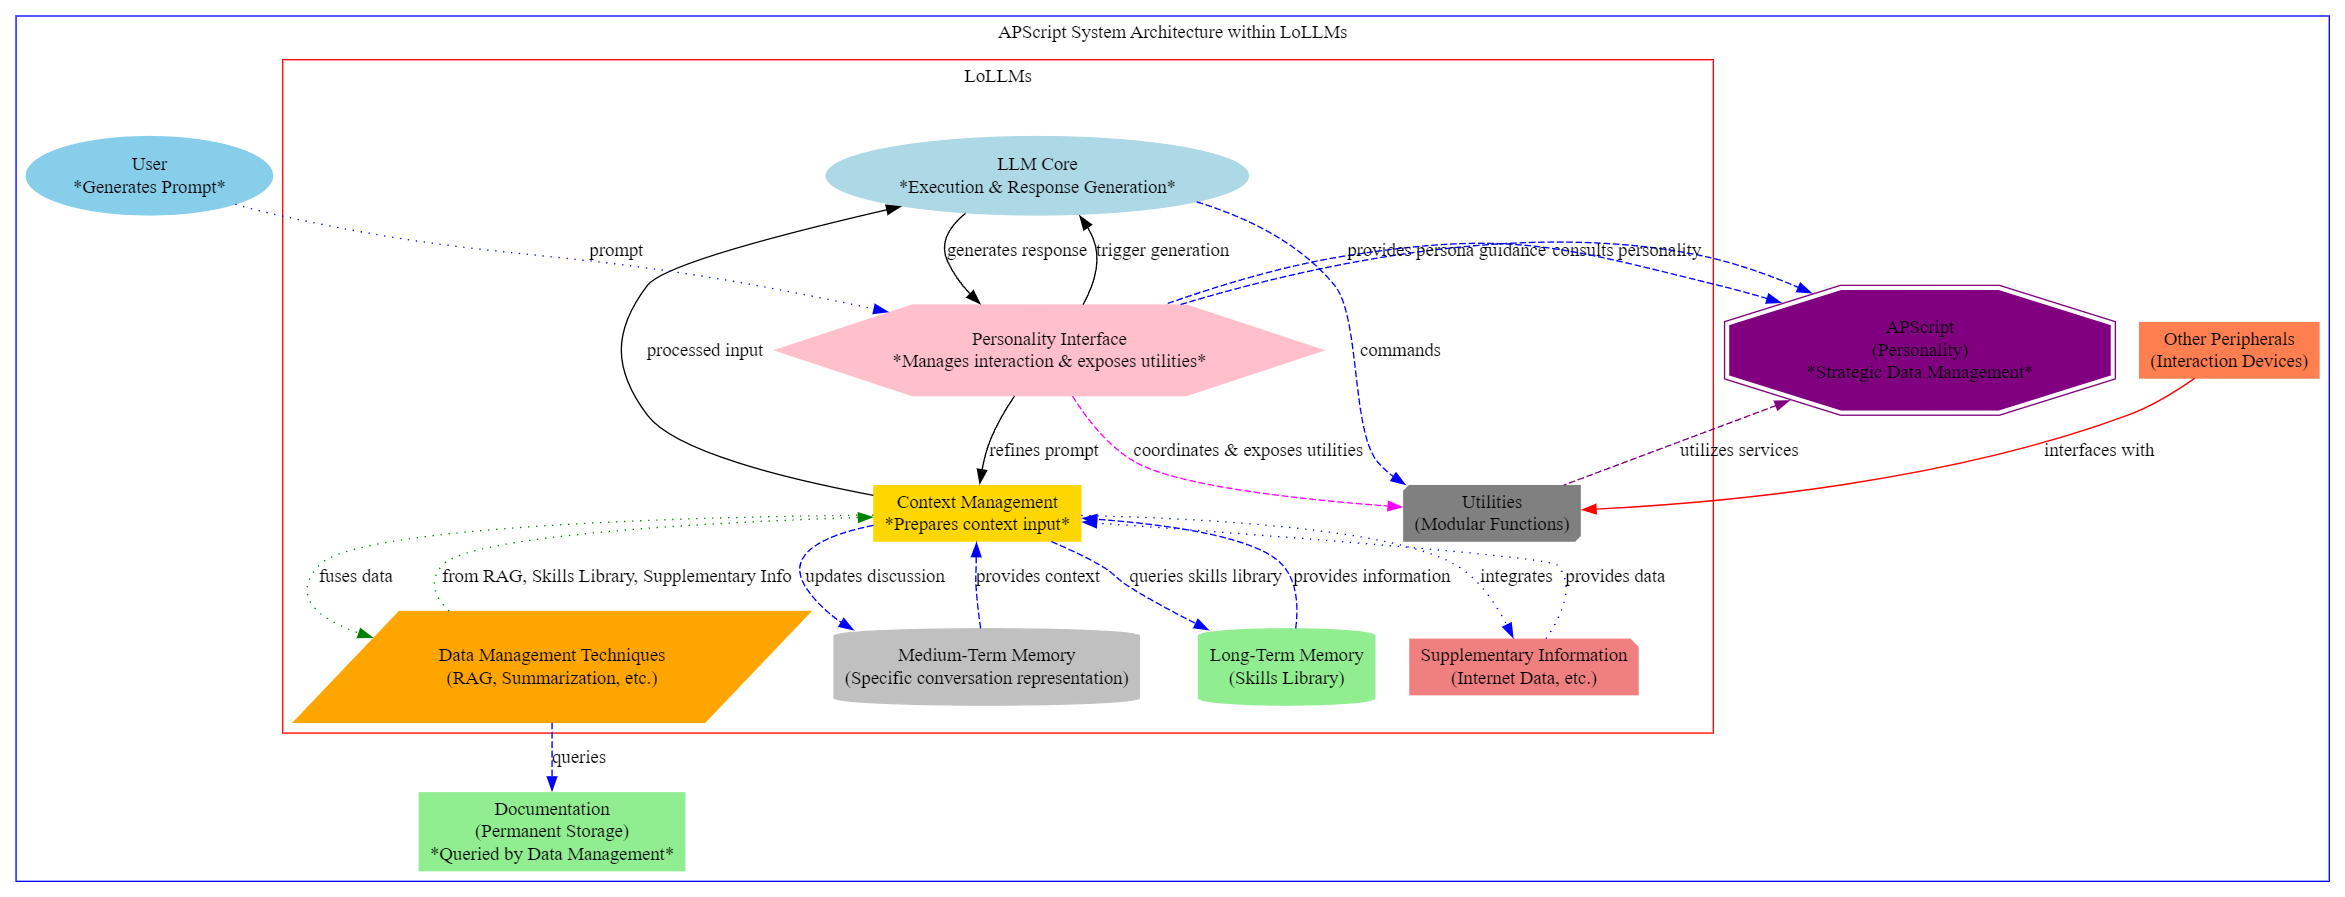 APScript System Architecture within LoLLMs
LoLLMs
User
*Generates Prompt*
LLM Core
*Execution & Response Generation*
prompt
generates response
trigger generation
provides persona guidance
consults personality
processed input
Personality Interface
*Manages interaction & exposes utilities*
commands
APScript
(Personality)
*Strategic Data Management*
Other Peripherals
(Interaction Devices)
refines prompt
coordinates & exposes utilities
utilizes services
interfaces with
Context Management
*Prepares context input*
Utilities
(Modular Functions)
fuses data
from RAG, Skills Library, Supplementary Info
updates discussion
provides context
queries skills library
provides information
integrates
provides data
Data Management Techniques
(RAG, Summarization, etc.)
Medium-Term Memory
(Specific conversation representation)
Long-Term Memory
(Skills Library)
Supplementary Information
(Internet Data, etc.)
queries
Documentation
(Permanent Storage)
*Queried by Data Management*